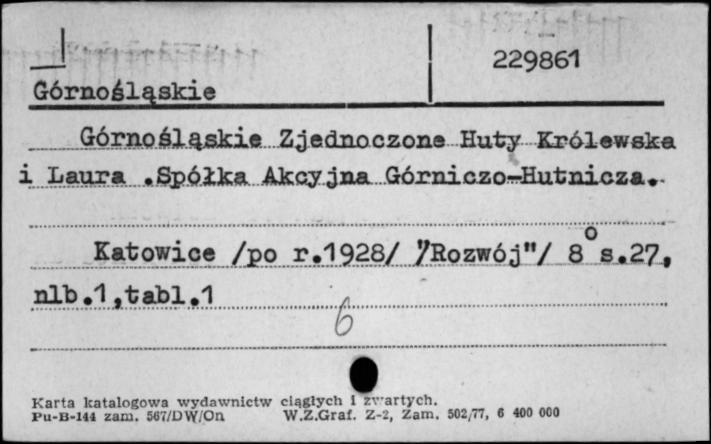 229861
Górnośląskie
Górnośląskie Zjednoczone Huty Królewska
i Laura .Spółka Akcyjna Górniczo-Hutnicza.
Katowice /po r.1928/ /"Rozwój"/ 8° s.27,
nlb.1,tabl.1
6
Karta katalogowa wydawnictw ciągłych i zwartych.
Pu-B-144 zam. 567/DW/On W.Z.Graf. Z-2, Zam. 502/77, 6 400 000